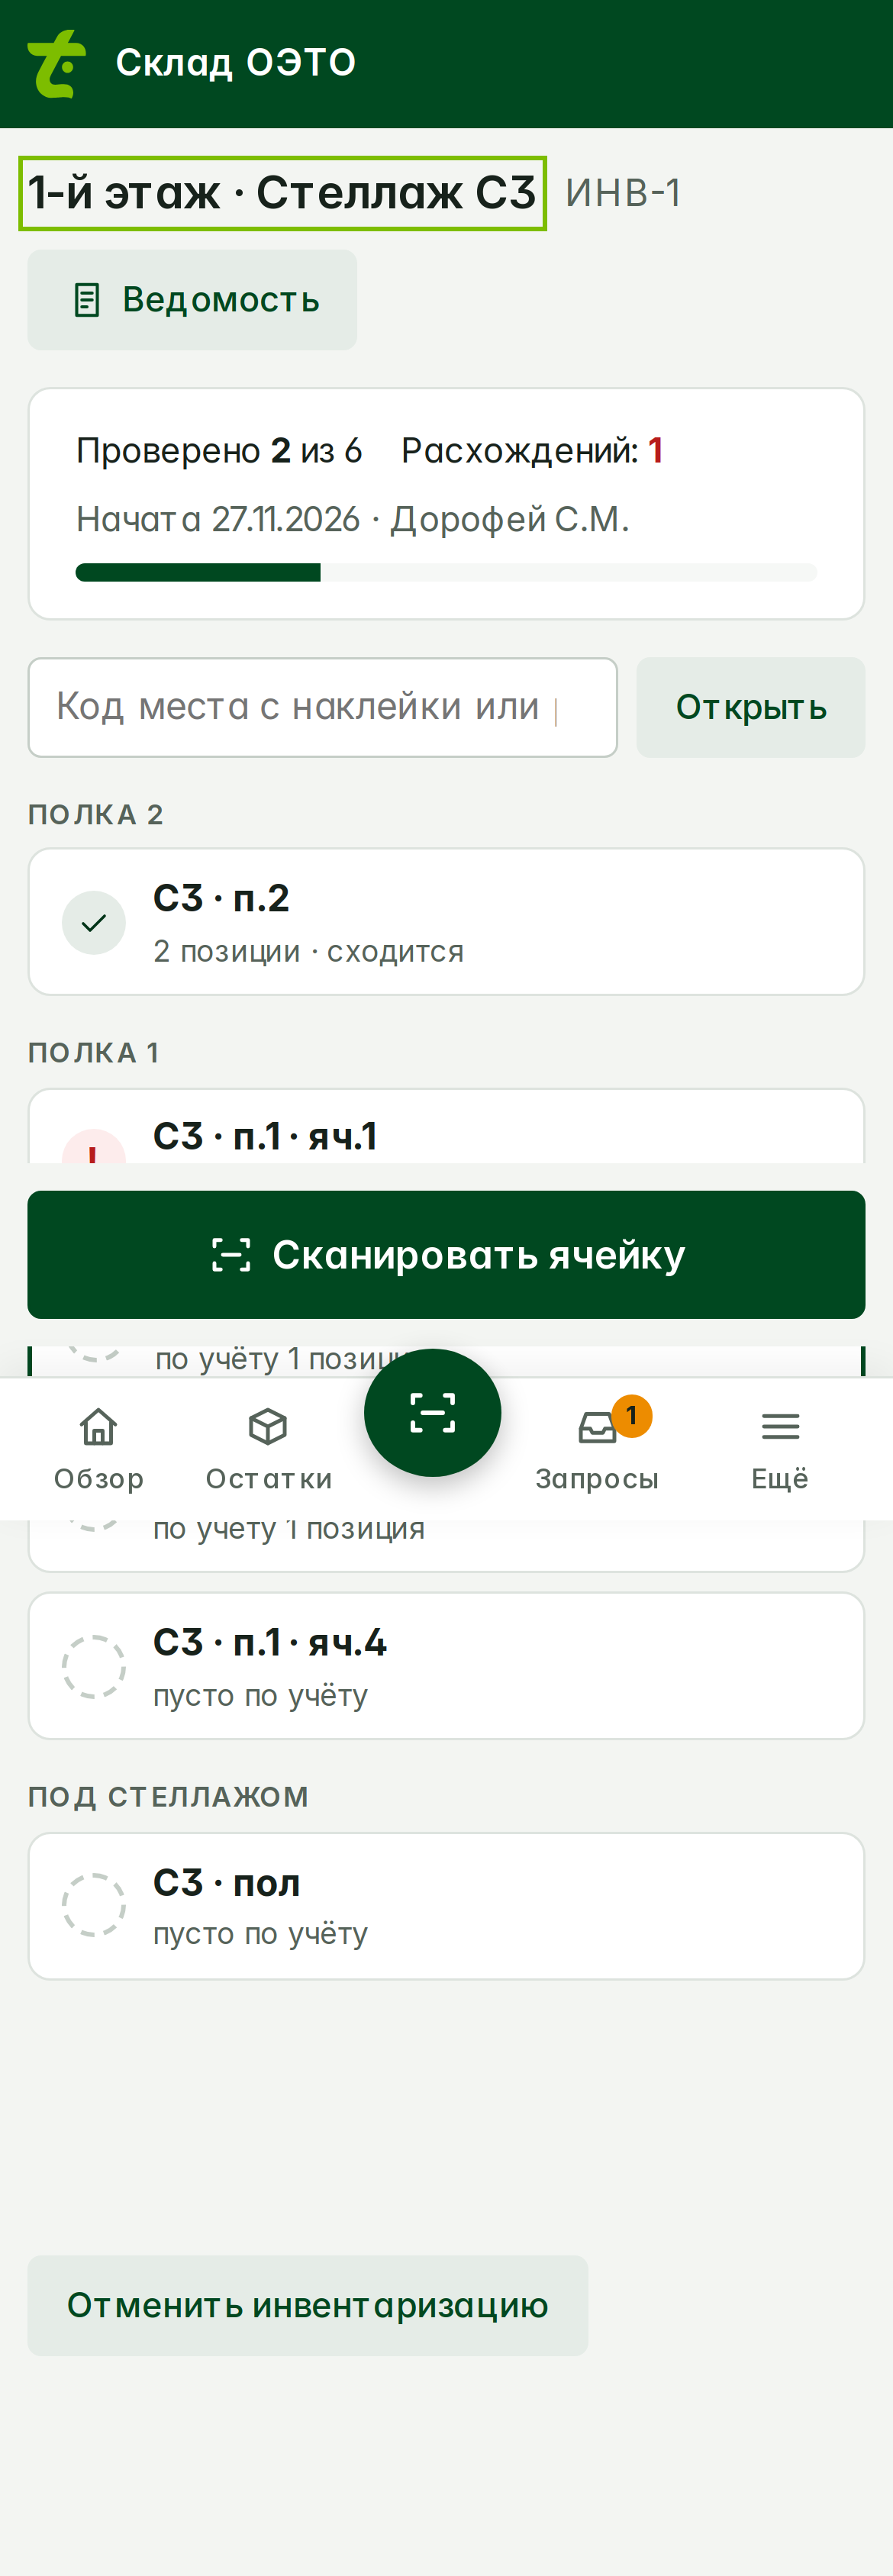 Склад ОЭТО
1-й этаж · Стеллаж С3 ИНВ-1
Ведомость
Проверено 2 из 6 Расхождений: 1
Начата 27.11.2026 · Дорофей С.М.
Код места с наклейки или
Открыть
ПОЛКА 2
С3 · п.2
2 позиции · сходится
ПОЛКА 1
С3 · п.1 · яч.1
!
Сканировать ячейку
по учёту 1
1
Обзор Остатки Запросы Ещё
по учёту 1 позиция
С3 · п.1 · яч.4
пусто по учёту
ПОД СТЕЛЛАЖОМ
С3 · пол
пусто по учёту
Отменить инвентаризацию